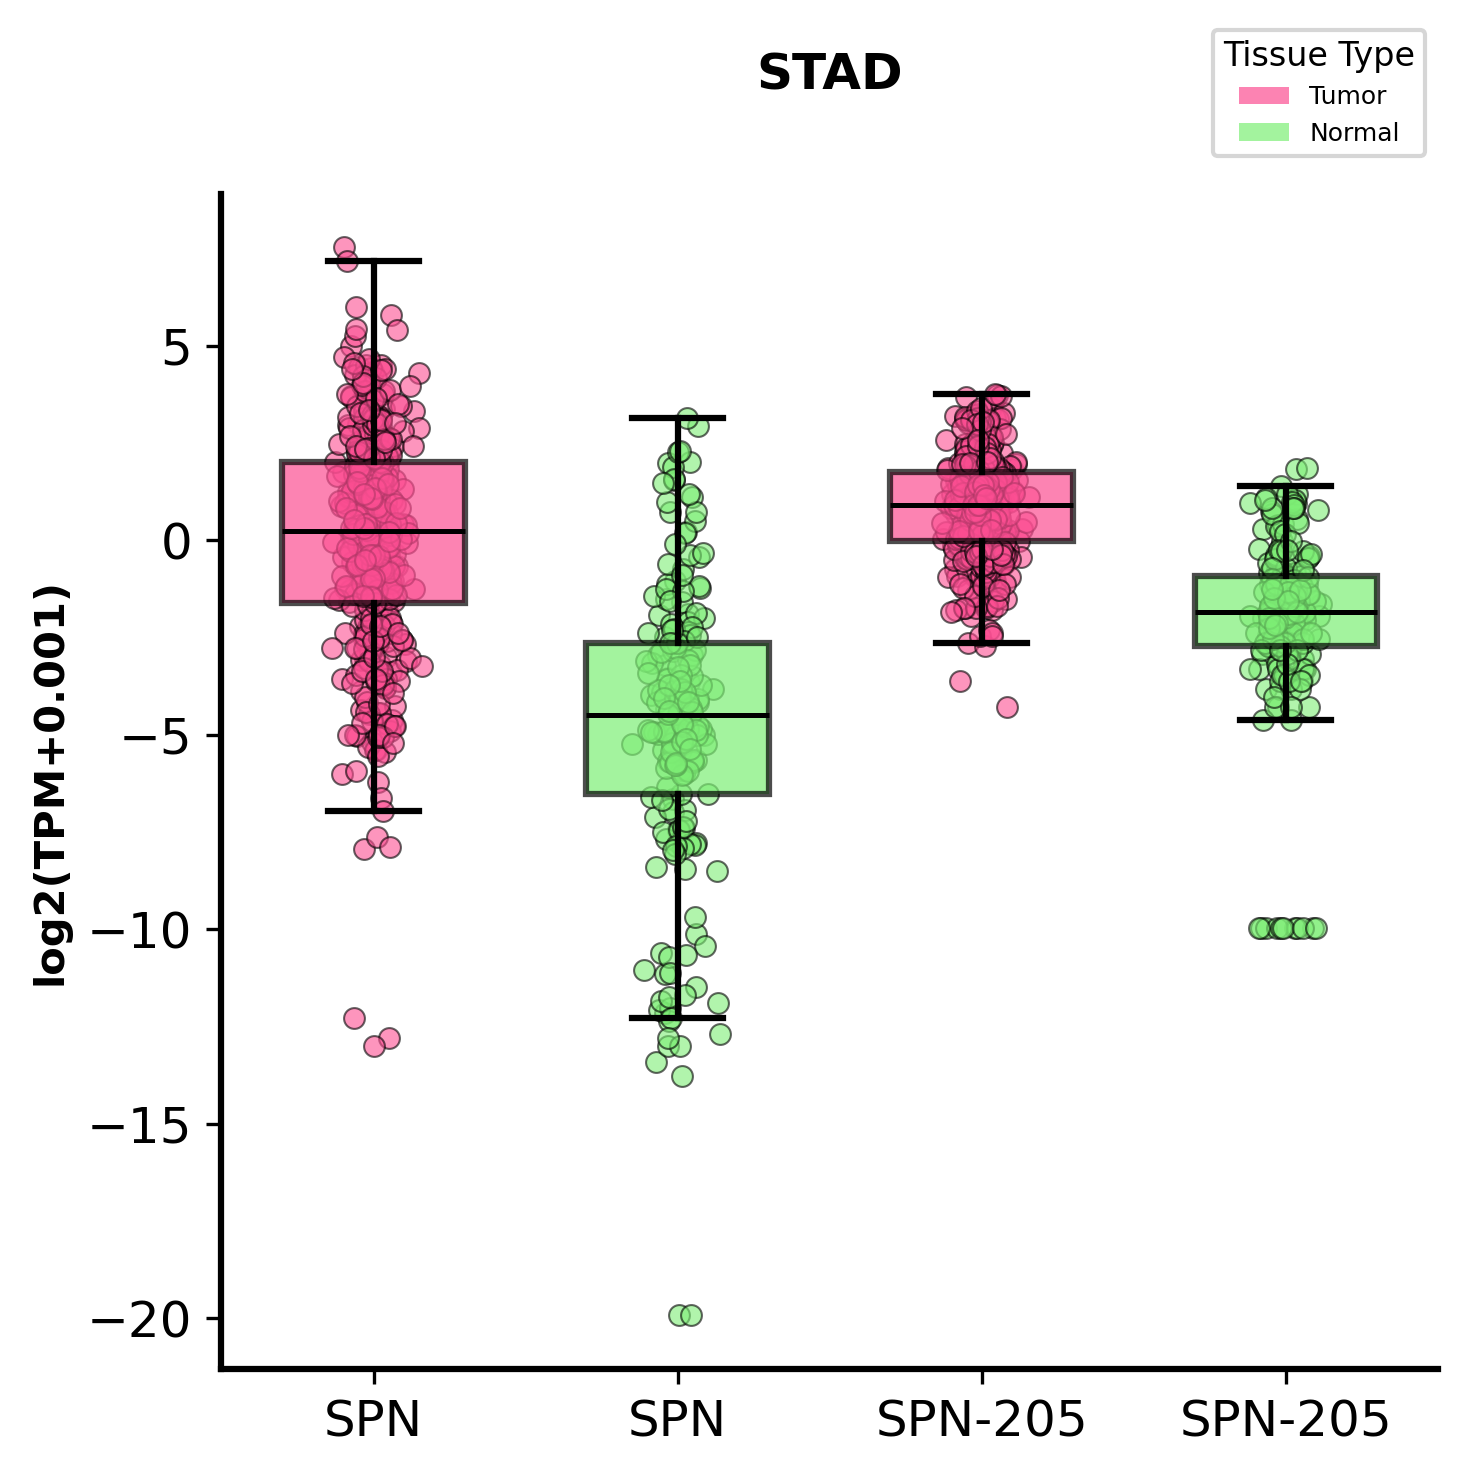 STAD
Tissue Type
Tumor
Normal
log2(TPM+0.001)
5
0
−5
−10
−15
−20
SPN
SPN
SPN-205
SPN-205